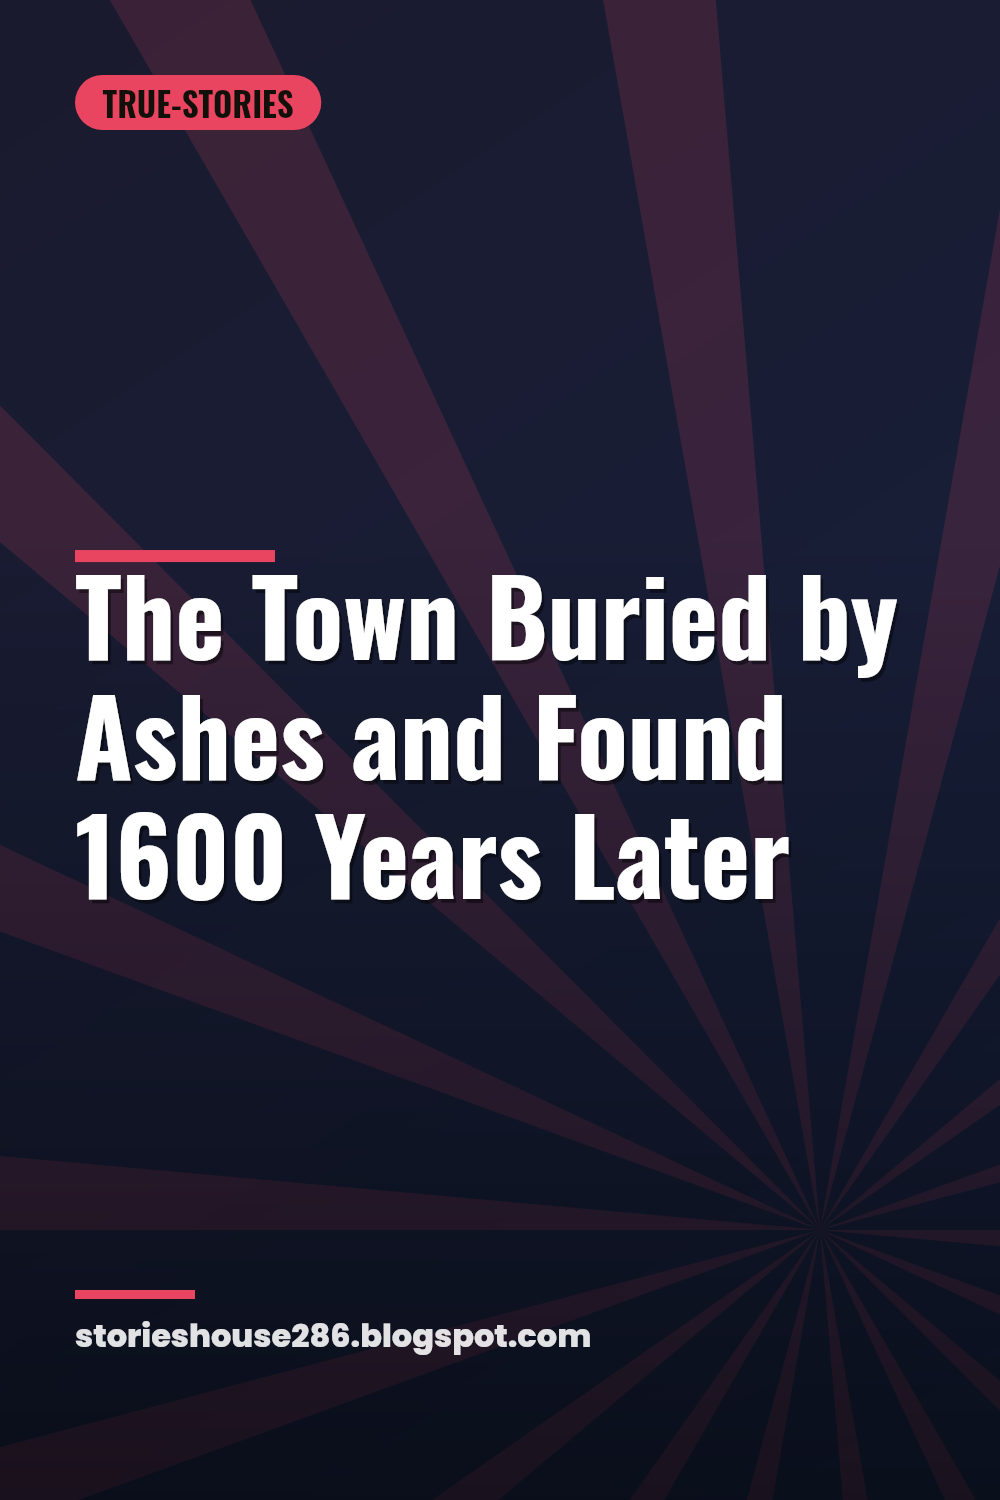 TRUE-STORIES
The Town Buried by
Ashes and Found
1600 Years Later
storieshouse286.blogspot.com